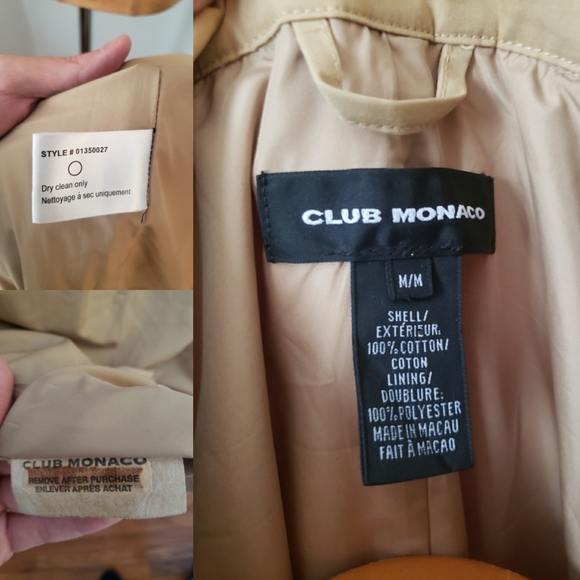 STYLE # 01350027
Dry clean only
Nettoyage à sec uniquement
CLUB MONACO
REMOVE AFTER PURCHASE
ENLEVER APRÈS ACHAT
CLUB MONACO
M/M
SHELL/
EXTÉRIEUR:
100% COTTON/
COTON
LINING/
DOUBLURE:
100% POLYESTER
MADE IN MACAU
FAIT À MACAO